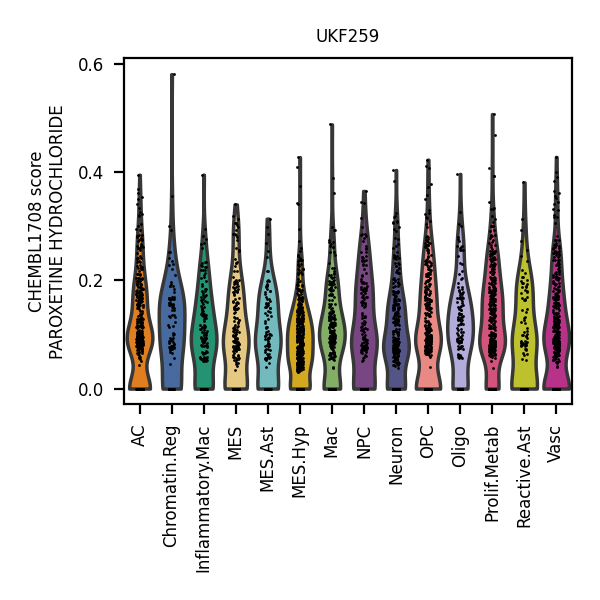 UKF259
CHEMBL1708 score
PAROXETINE HYDROCHLORIDE
0.6
0.4
0.2
0.0
AC
Chromatin.Reg
Inflammatory.Mac
MES
MES.Ast
MES.Hyp
Mac
NPC
Neuron
OPC
Oligo
Prolif.Metab
Reactive.Ast
Vasc